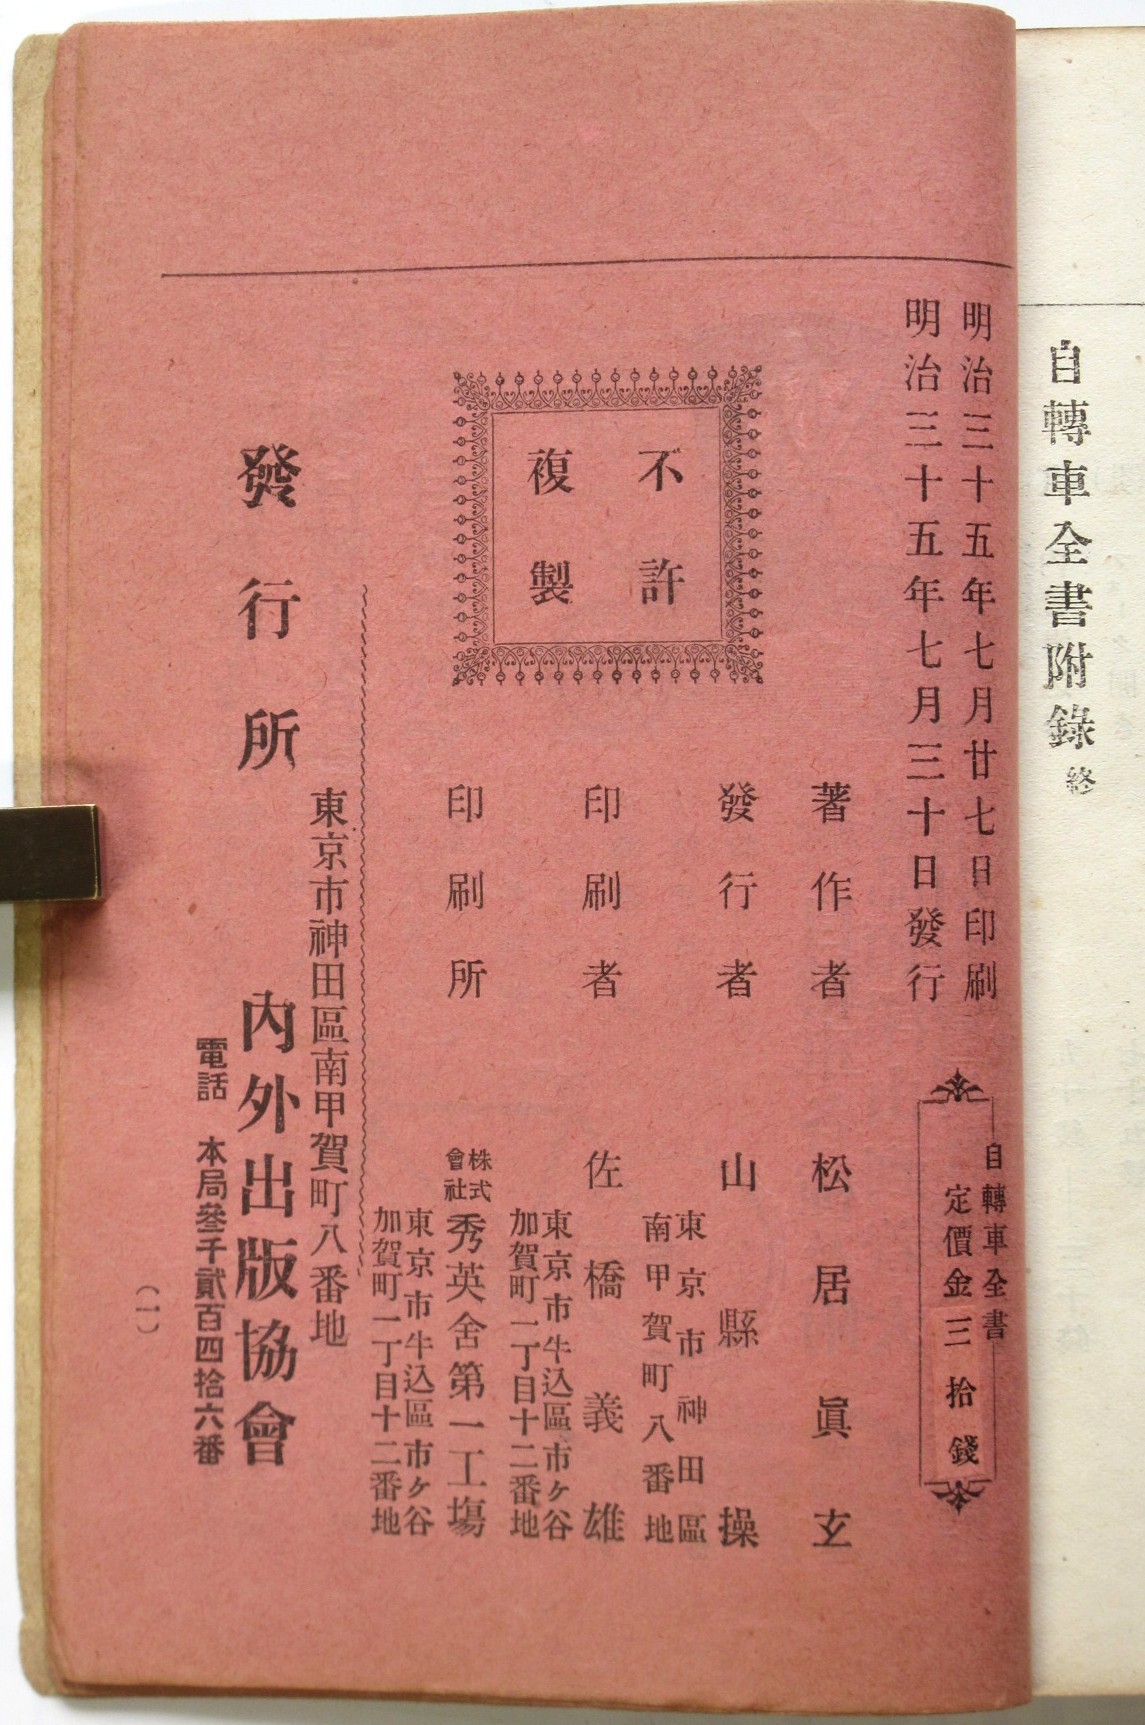 自轉車全書附錄終
明治三十五年七月廿七日印刷
明治三十五年七月三十日發行
自轉車全書
定價金三拾錢
不許
複製
著作者 松居眞玄
發行者 山縣操
東京市神田區
南甲賀町八番地
印刷者 佐橋義雄
東京市牛込區市ヶ谷
加賀町一丁目十二番地
印刷所 株式會社 秀英舍第一工塲
東京市牛込區市ヶ谷
加賀町一丁目十二番地
東京市神田區南甲賀町八番地
發行所 內外出版協會
電話 本局參千貳百四拾六番
(一)